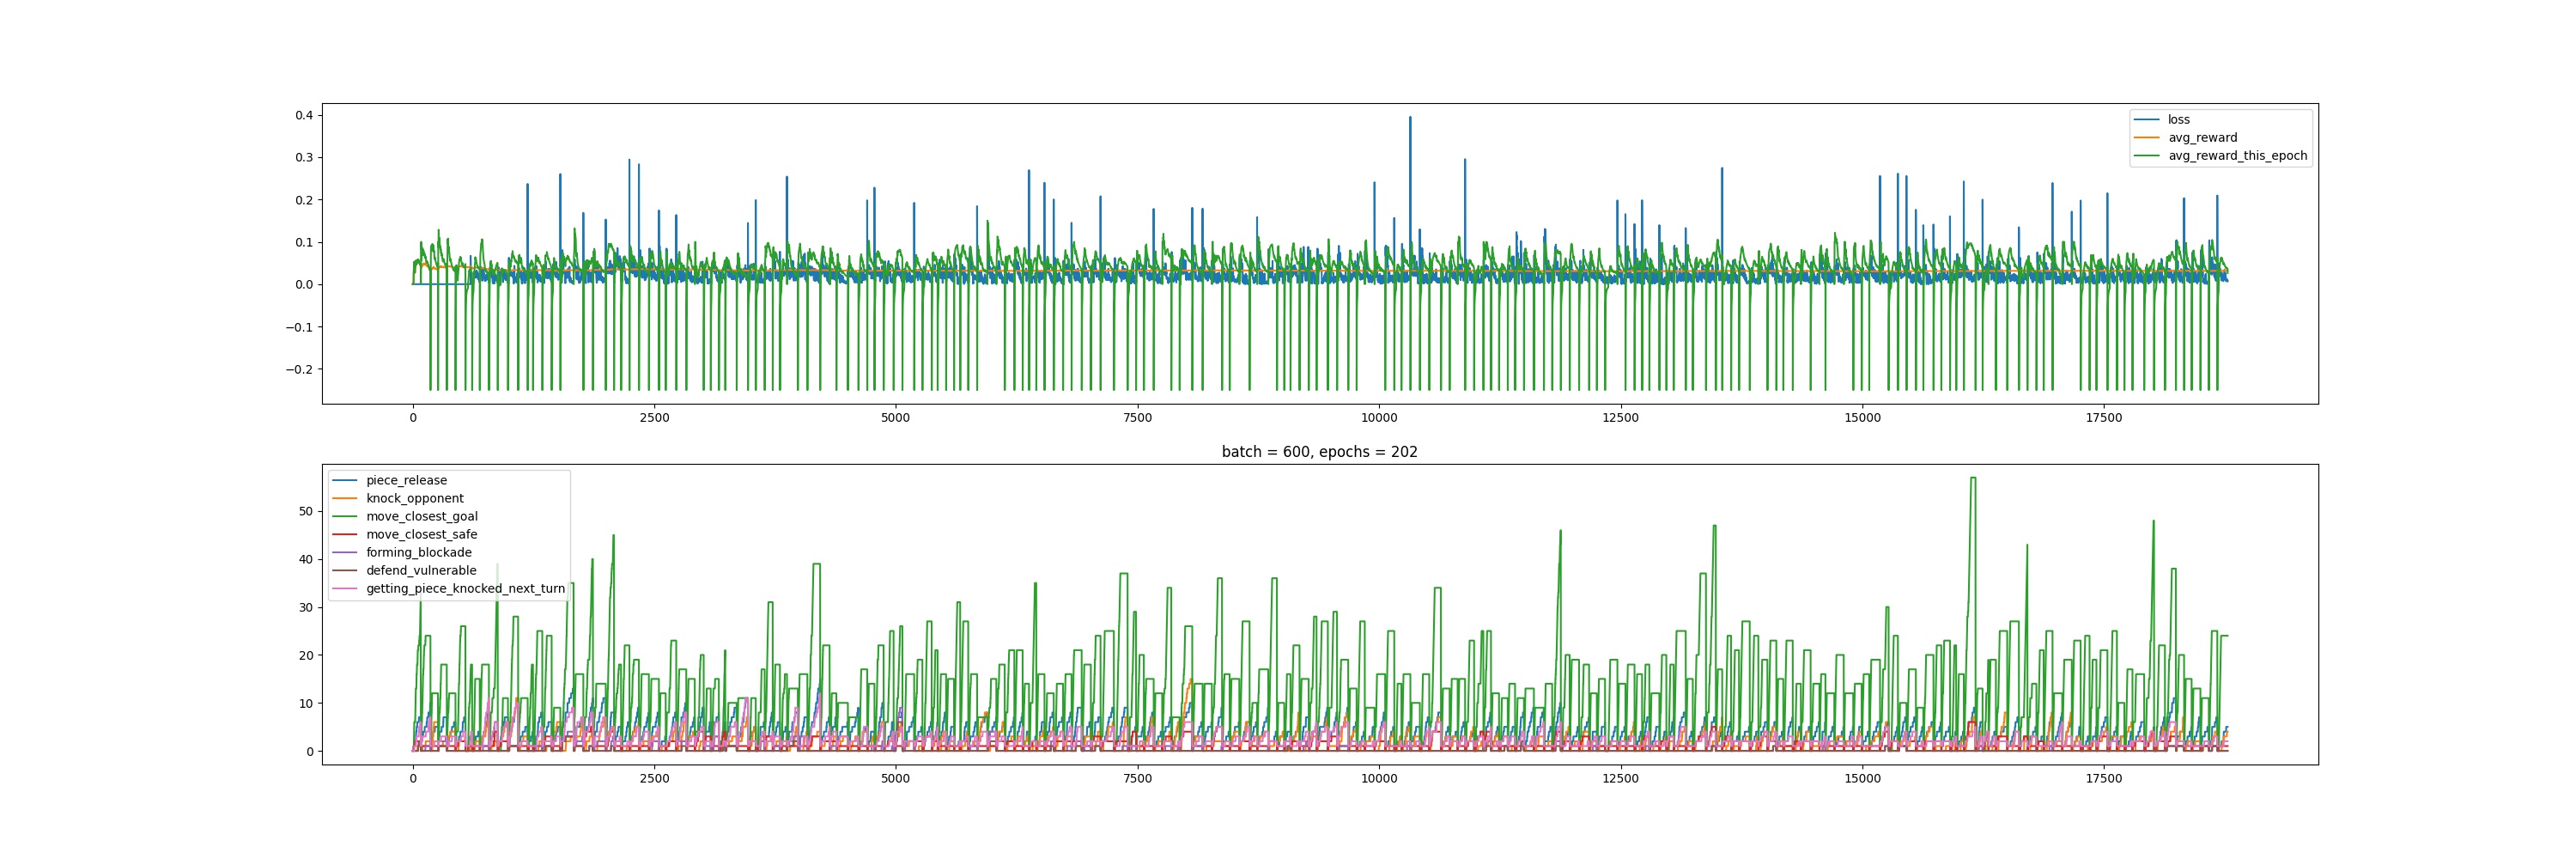 0.4
0.3
0.2
0.1
0.0
−0.1
−0.2
loss
avg_reward
avg_reward_this_epoch
0 2500 5000 7500 10000 12500 15000 17500
batch = 600, epochs = 202
50
40
30
20
10
0
piece_release
knock_opponent
move_closest_goal
move_closest_safe
forming_blockade
defend_vulnerable
getting_piece_knocked_next_turn
0 2500 5000 7500 10000 12500 15000 17500